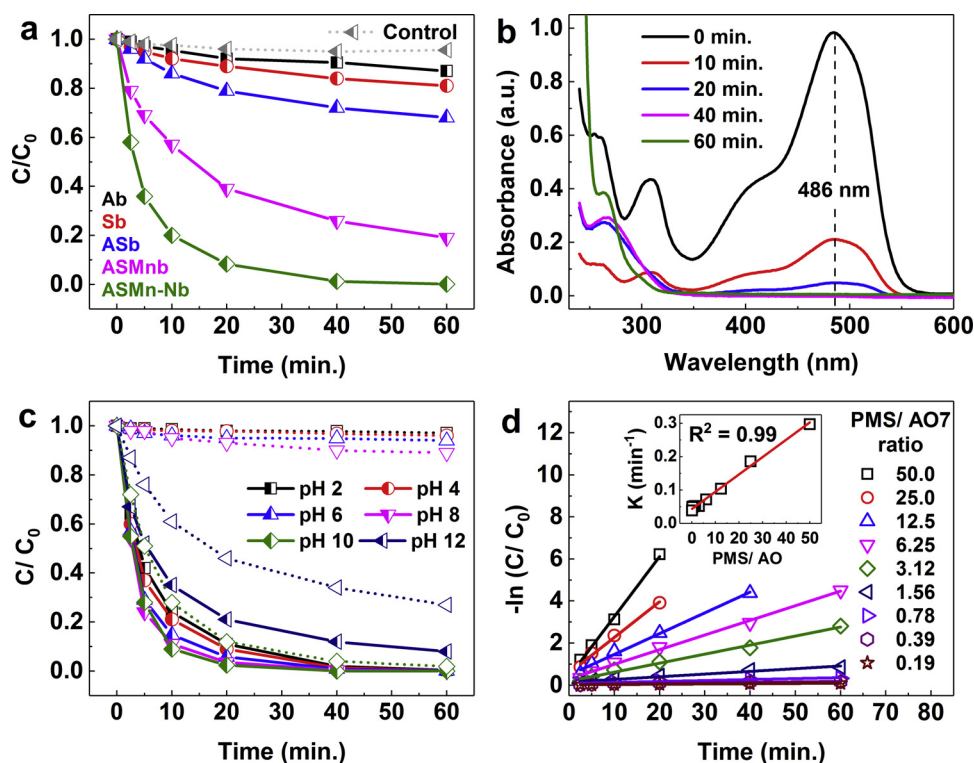 a
Control
C/C0
1.0
0.8
0.6
0.4
0.2
0.0
Ab
Sb
ASb
ASMnb
ASMn-Nb
0 10 20 30 40 50 60
Time (min.)
b
Absorbance (a.u.)
1.0
0.8
0.6
0.4
0.2
0.0
0 min.
10 min.
20 min.
40 min.
60 min.
486 nm
300 400 500 600
Wavelength (nm)
c
C/ C0
1.0
0.8
0.6
0.4
0.2
0.0
pH 2 pH 4
pH 6 pH 8
pH 10 pH 12
0 10 20 30 40 50 60
Time (min.)
d
-ln (C/ C0)
12
10
8
6
4
2
0
K (min-1)
0.3
0.2
0.1
0.0
R2 = 0.99
0 10 20 30 40 50
PMS/ AO
PMS/ AO7
ratio
50.0
25.0
12.5
6.25
3.12
1.56
0.78
0.39
0.19
0 10 20 30 40 50 60 70 80
Time (min.)